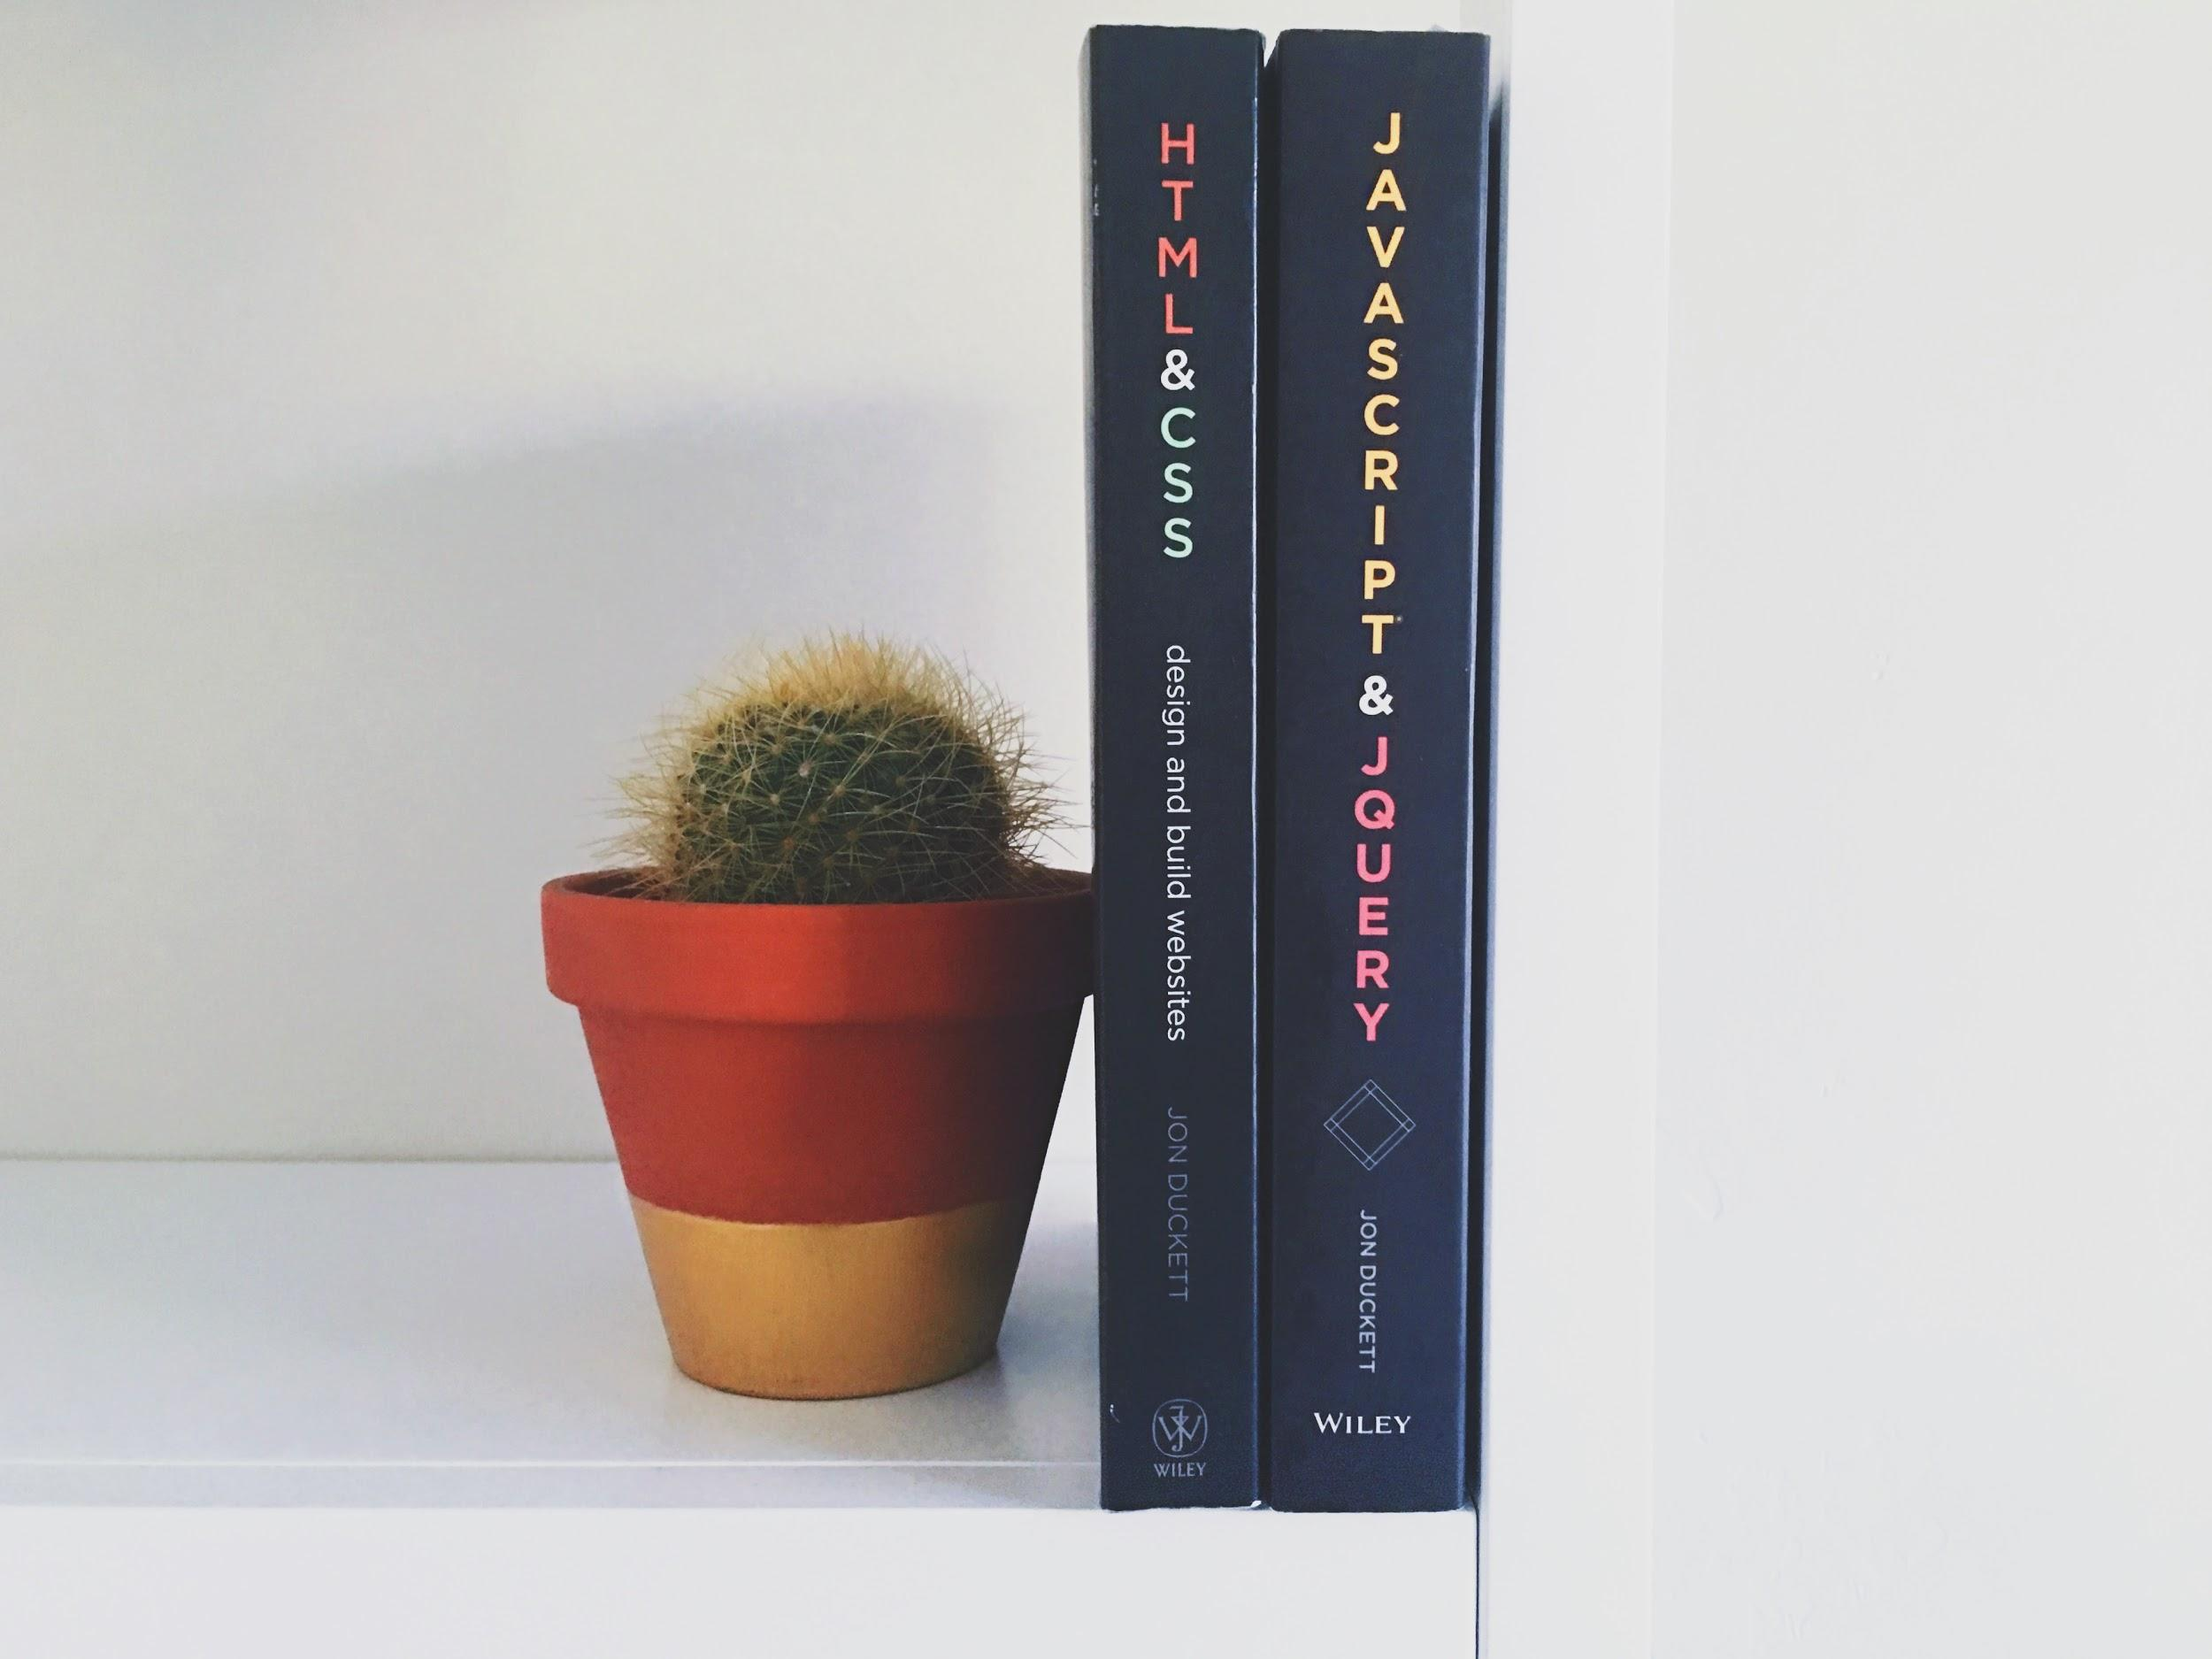 HTML&CSS
design and build websites
JON DUCKETT
WILEY
JAVASCRIPT & JQUERY
JON DUCKETT
WILEY